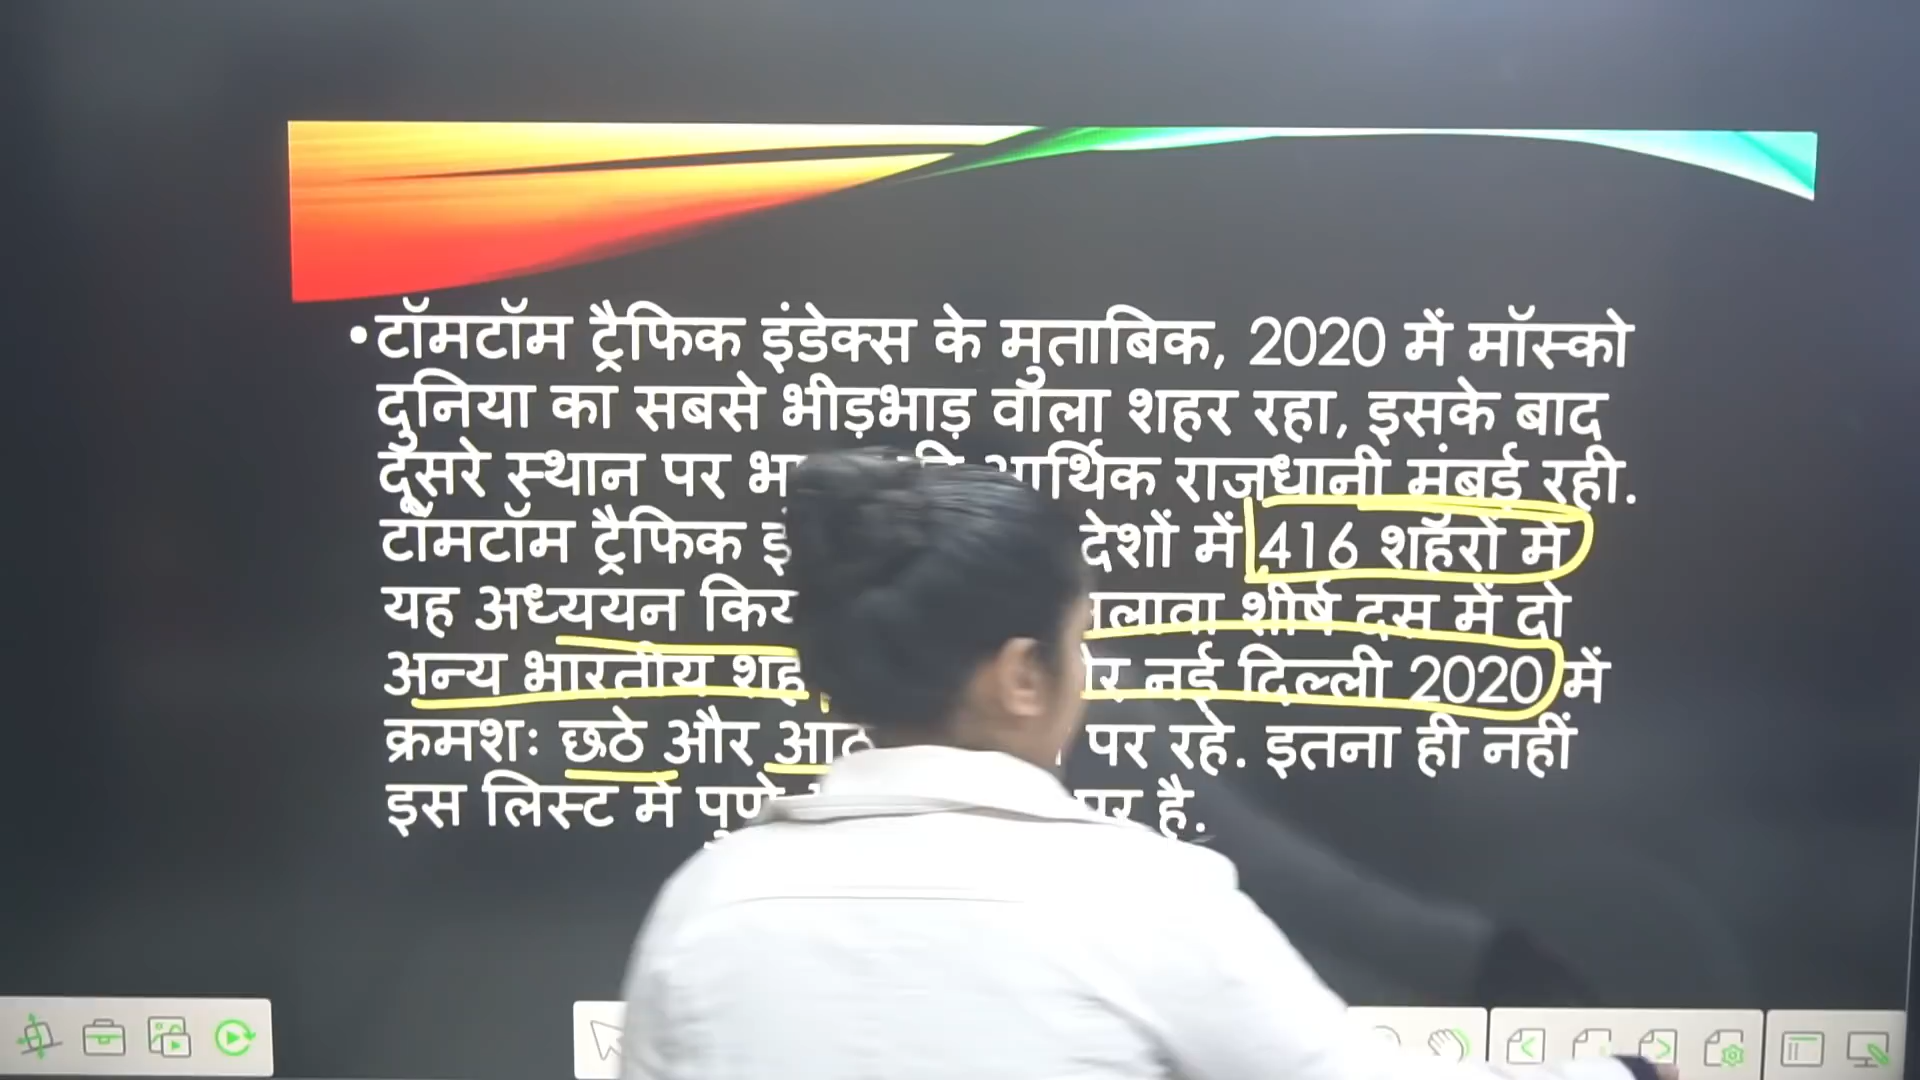 •टॉमटॉम ट्रैफिक इंडेक्स के मुताबिक, 2020 में मॉस्को
दुनिया का सबसे भीड़भाड़ वाला शहर रहा, इसके बाद
दूसरे स्थान पर आर्थिक राजधानी मुंबई रही.
टॉमटॉम ट्रैफिक देशों में 416 शहरों में
यह अध्ययन शीर्ष दस में दो
अन्य भारतीय नई दिल्ली 2020 में
क्रमशः छठे और पर रहे. इतना ही नहीं
इस लिस्ट में पुणे पर है.